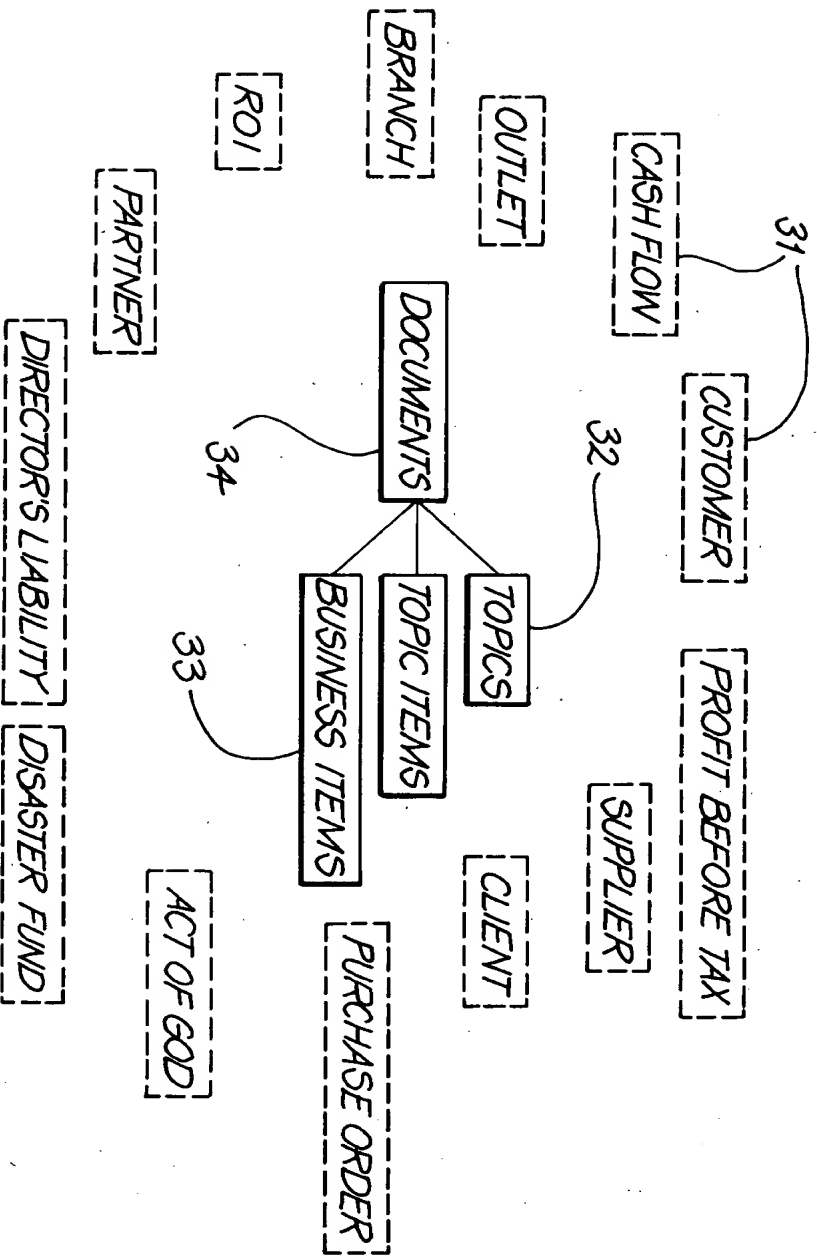 31
CUSTOMER
PROFIT BEFORE TAX
CASH FLOW
SUPPLIER
32
OUTLET
TOPICS
CLIENT
BRANCH
DOCUMENTS
TOPIC ITEMS
PURCHASE ORDER
BUSINESS ITEMS
ROI
34
33
ACT OF GOD
PARTNER
DIRECTOR'S LIABILITY
DISASTER FUND